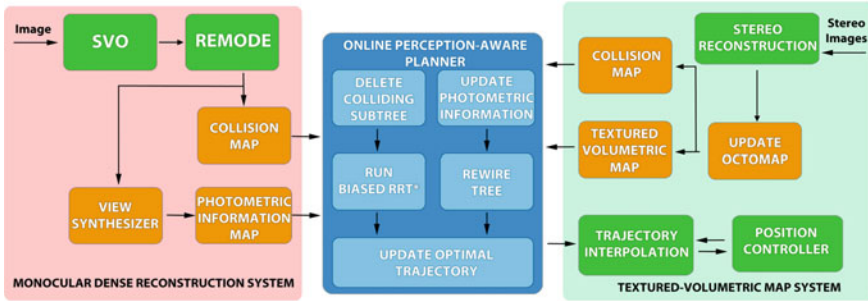 Image
SVO
REMODE
COLLISION
MAP
VIEW
SYNTHESIZER
PHOTOMETRIC
INFORMATION
MAP
MONOCULAR DENSE RECONSTRUCTION SYSTEM
ONLINE PERCEPTION-AWARE
PLANNER
DELETE
COLLIDING
SUBTREE
UPDATE
PHOTOMETRIC
INFORMATION
RUN
BIASED RRT*
REWIRE
TREE
UPDATE OPTIMAL
TRAJECTORY
COLLISION
MAP
STEREO
RECONSTRUCTION
Stereo
Images
TEXTURED
VOLUMETRIC
MAP
UPDATE
OCTOMAP
TRAJECTORY
INTERPOLATION
POSITION
CONTROLLER
TEXTURED-VOLUMETRIC MAP SYSTEM